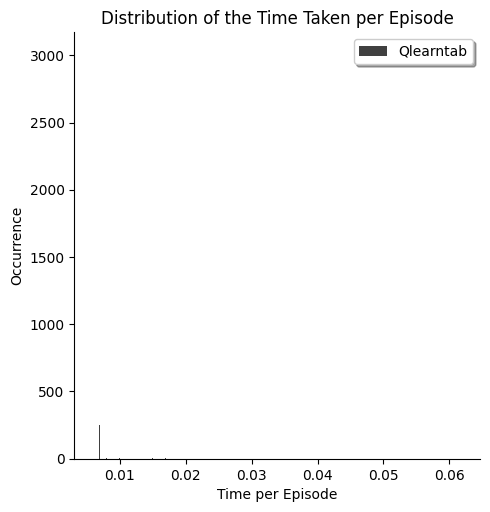 Distribution of the Time Taken per Episode
Qlearntab
3000
2500
2000
1500
1000
500
0
Occurrence
0.01 0.02 0.03 0.04 0.05 0.06
Time per Episode